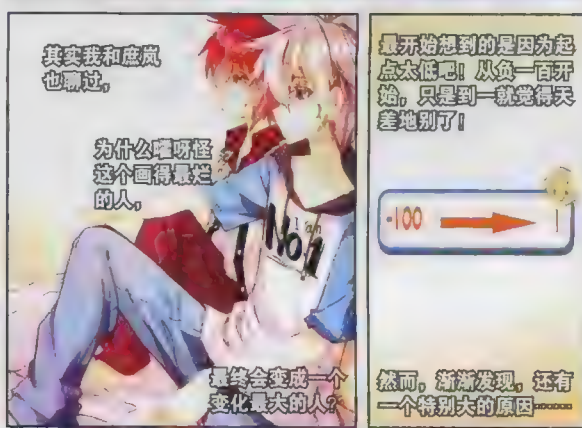 其实我和庶岚
也聊过，
为什么嚯呀怪
这个画得最烂
的人，
I am
No.1
最终会变成一个
变化最大的人？
最开始想到的是因为起
点太低吧！从负一百开
始，只是到一就觉得天
差地别了！
-100
1
然而，渐渐发现，还有
一个特别大的原因……